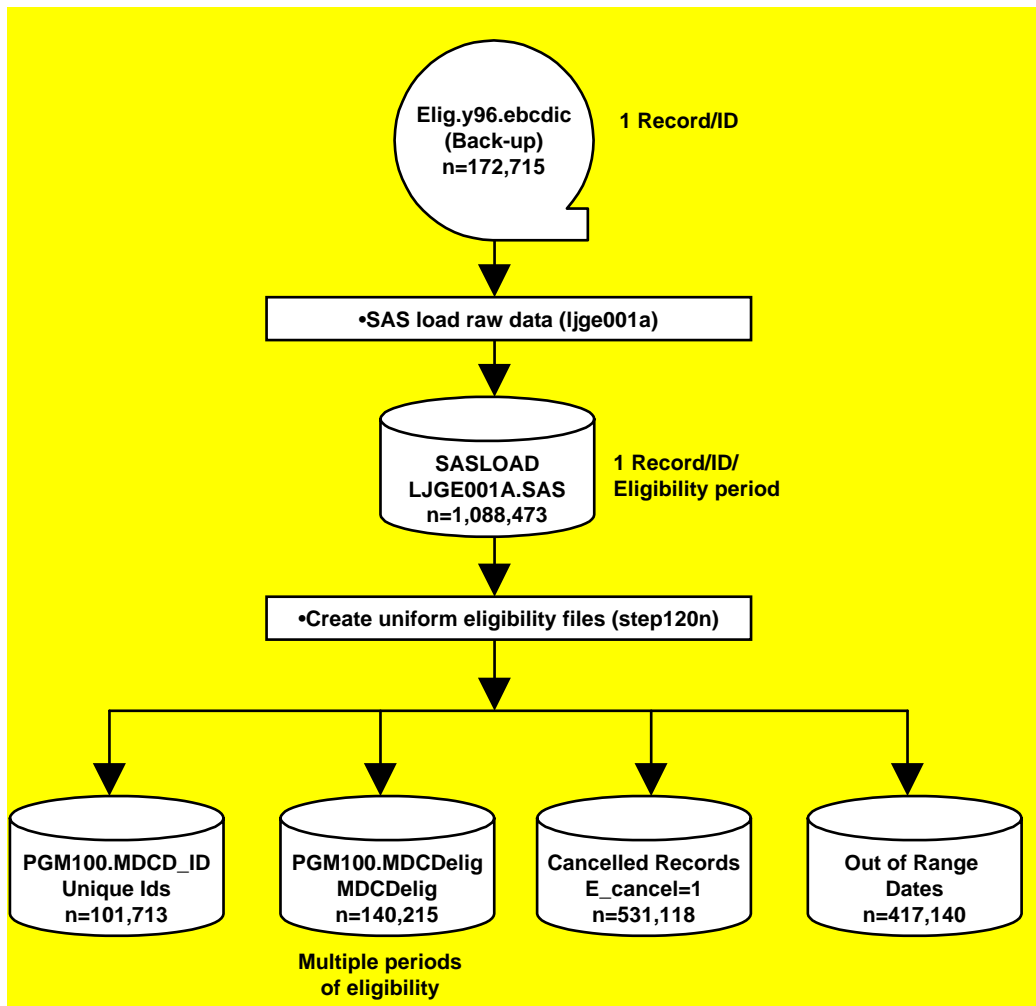 Elig.y96.ebcdic
(Back-up)
n=172,715
1 Record/ID
•SAS load raw data (ljge001a)
SASLOAD
LJGE001A.SAS
n=1,088,473
1 Record/ID/
Eligibility period
•Create uniform eligibility files (step120n)
PGM100.MDCD_ID
Unique Ids
n=101,713
PGM100.MDCDelig
MDCDelig
n=140,215
Multiple periods
of eligibility
Cancelled Records
E_cancel=1
n=531,118
Out of Range
Dates
n=417,140